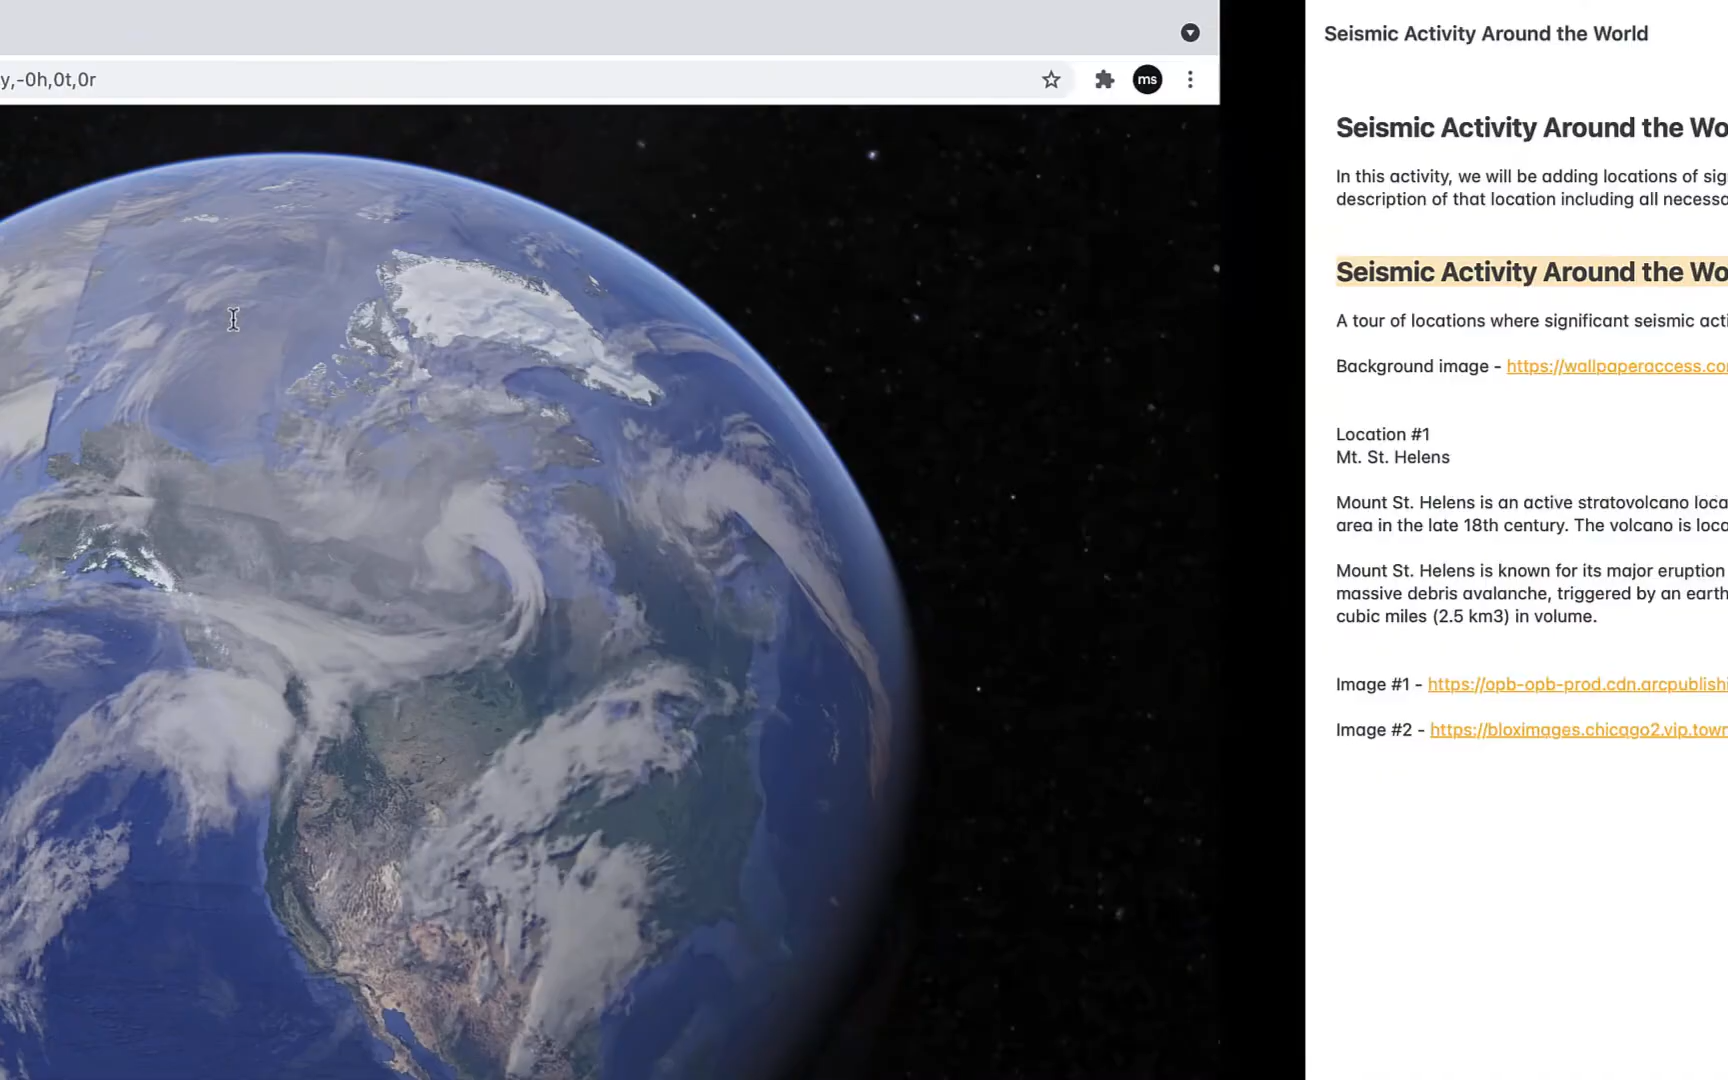 y,-0h,0t,0r
ms
Seismic Activity Around the World
Seismic Activity Around the Wo
In this activity, we will be adding locations of sig
description of that location including all necessa
Seismic Activity Around the Wo
A tour of locations where significant seismic acti
Background image - https://wallpaperaccess.co
Location #1
Mt. St. Helens
Mount St. Helens is an active stratovolcano loca
area in the late 18th century. The volcano is loca
Mount St. Helens is known for its major eruption
massive debris avalanche, triggered by an earth
cubic miles (2.5 km3) in volume.
Image #1 - https://opb-opb-prod.cdn.arcpublishi
Image #2 - https://bloximages.chicago2.vip.town